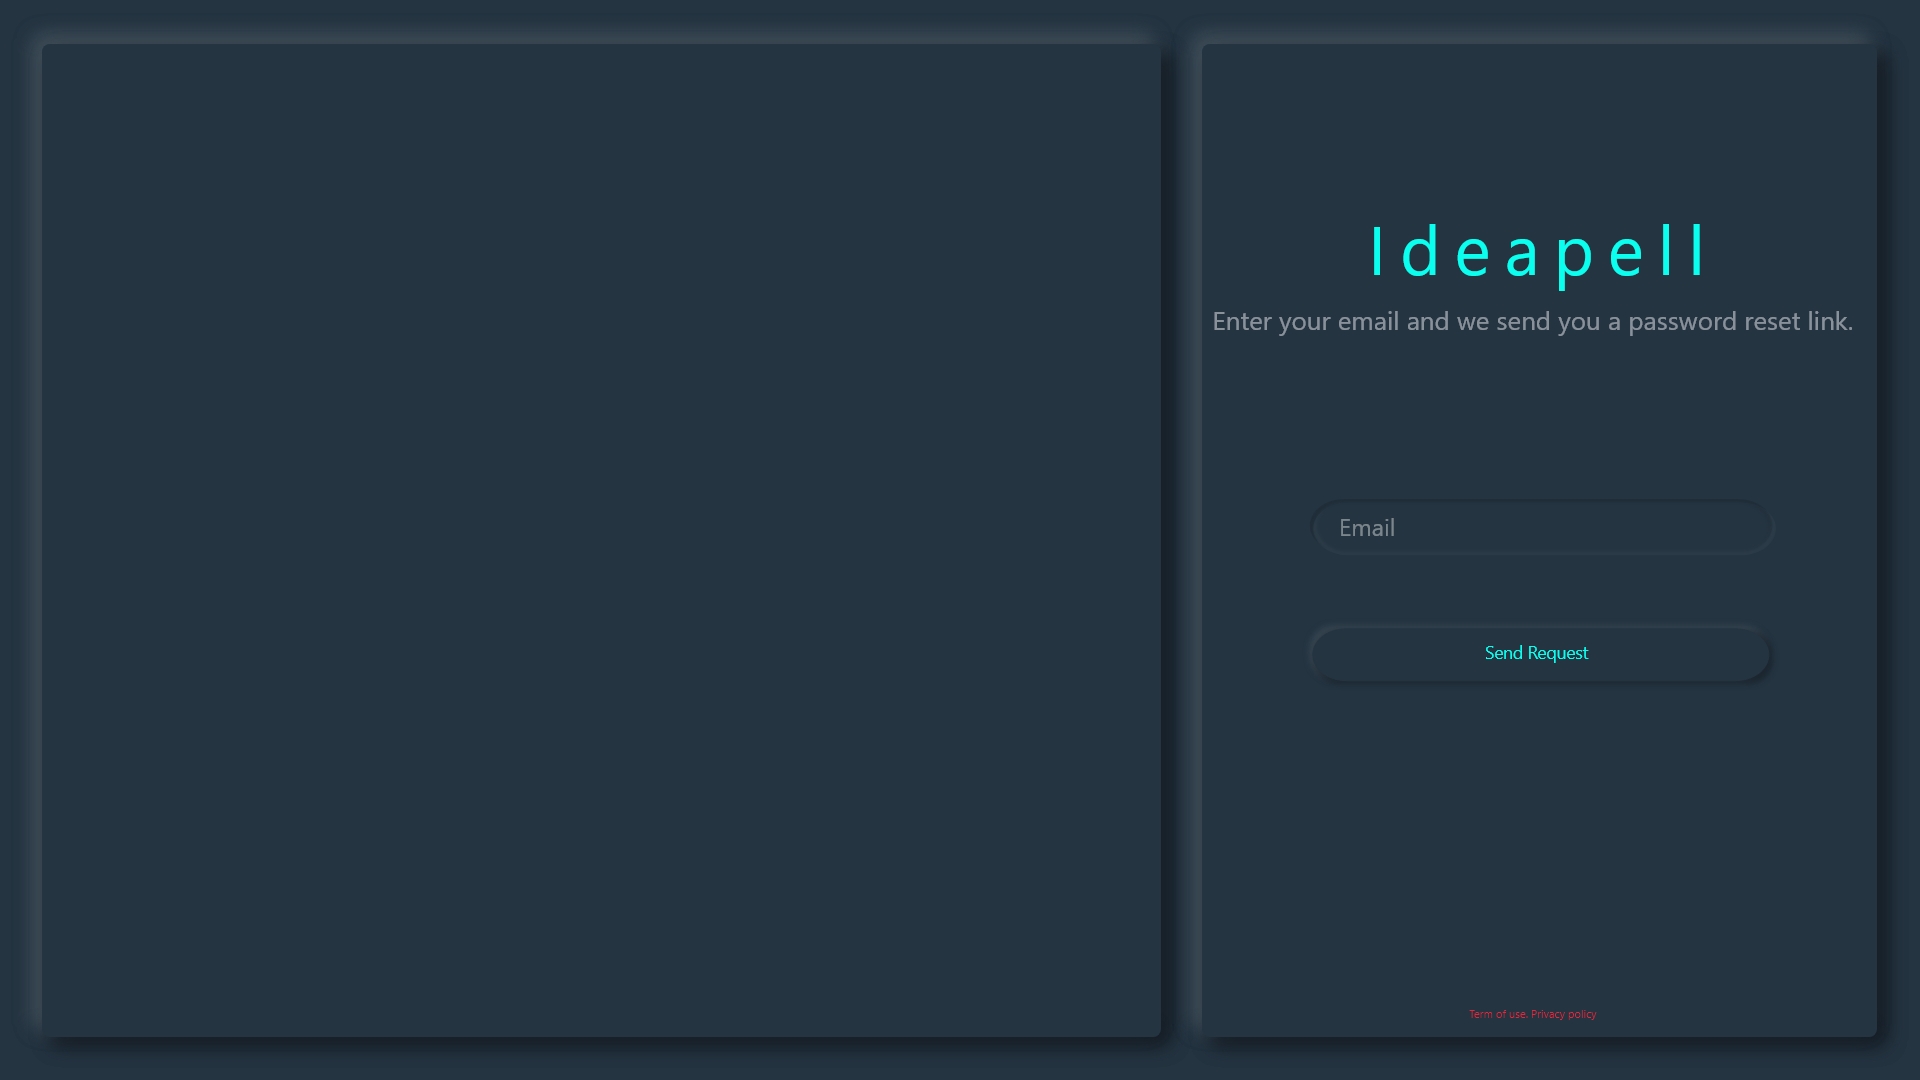 Ideapell
Enter your email and we send you a password reset link.
Email
Send Request
Term of use. Privacy policy